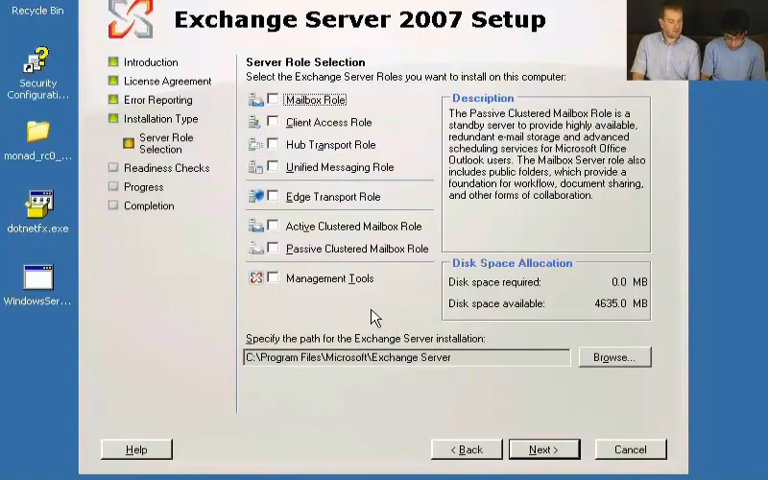 Recycle Bin
Security
Configurati...
monad_rc0_...
dotnetfx.exe
WindowsSer...
Exchange Server 2007 Setup
Introduction
License Agreement
Error Reporting
Installation Type
Server Role
Selection
Readiness Checks
Progress
Completion
Server Role Selection
Select the Exchange Server Roles you want to install on this computer:
Mailbox Role
Client Access Role
Hub Transport Role
Unified Messaging Role
Edge Transport Role
Active Clustered Mailbox Role
Passive Clustered Mailbox Role
Management Tools
Description
The Passive Clustered Mailbox Role is a
standby server to provide highly available,
redundant e-mail storage and advanced
scheduling services for Microsoft Office
Outlook users. The Mailbox Server role also
includes public folders, which provide a
foundation for workflow, document sharing,
and other forms of collaboration.
Disk Space Allocation
Disk space required: 0.0 MB
Disk space available: 4635.0 MB
Specify the path for the Exchange Server installation:
C:\Program Files\Microsoft\Exchange Server
Browse...
Help
< Back
Next >
Cancel